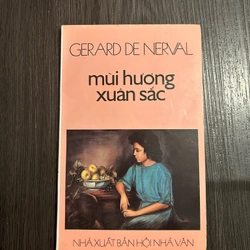 GERARD DE NERVAL
mùi hương
xuân sắc
NHÀ XUẤT BẢN HỘI NHÀ VĂN